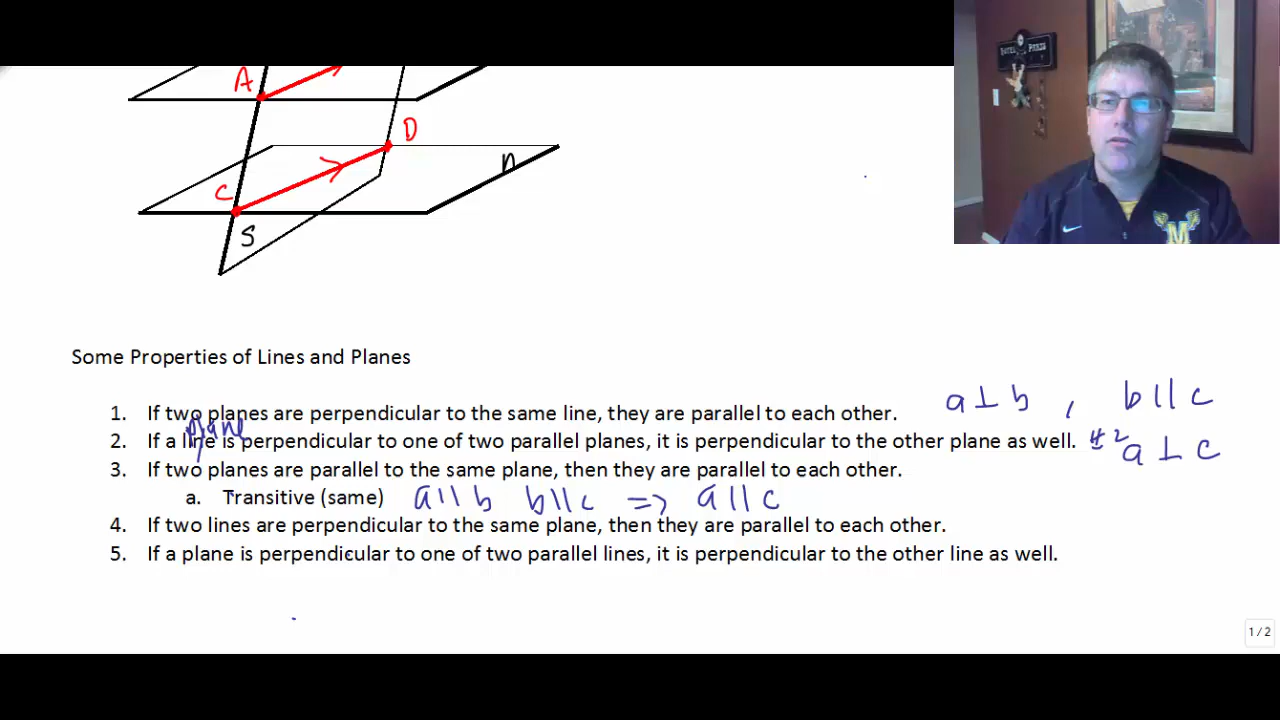 A
D
n
C
S
HOTEL PARIS
M
Some Properties of Lines and Planes
a ⊥ b , b || c
1. If two planes are perpendicular to the same line, they are parallel to each other.
plane
2. If a line is perpendicular to one of two parallel planes, it is perpendicular to the other plane as well. #2 a ⊥ c
3. If two planes are parallel to the same plane, then they are parallel to each other.
a. Transitive (same) a || b b || c => a || c
4. If two lines are perpendicular to the same plane, then they are parallel to each other.
5. If a plane is perpendicular to one of two parallel lines, it is perpendicular to the other line as well.
1 / 2